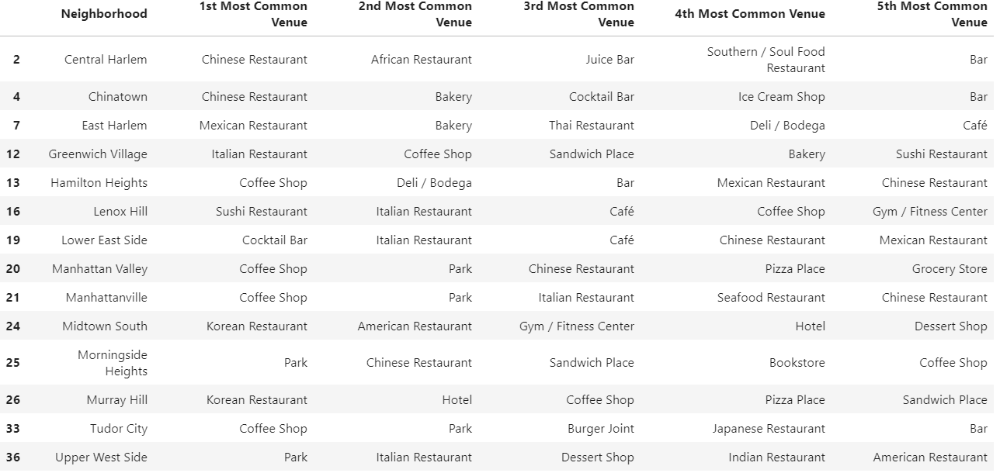 Neighborhood 1st Most Common Venue 2nd Most Common Venue 3rd Most Common Venue 4th Most Common Venue 5th Most Common Venue
2 Central Harlem Chinese Restaurant African Restaurant Juice Bar Southern / Soul Food Restaurant Bar
4 Chinatown Chinese Restaurant Bakery Cocktail Bar Ice Cream Shop Bar
7 East Harlem Mexican Restaurant Bakery Thai Restaurant Deli / Bodega Café
12 Greenwich Village Italian Restaurant Coffee Shop Sandwich Place Bakery Sushi Restaurant
13 Hamilton Heights Coffee Shop Deli / Bodega Bar Mexican Restaurant Chinese Restaurant
16 Lenox Hill Sushi Restaurant Italian Restaurant Café Coffee Shop Gym / Fitness Center
19 Lower East Side Cocktail Bar Italian Restaurant Café Chinese Restaurant Mexican Restaurant
20 Manhattan Valley Coffee Shop Park Chinese Restaurant Pizza Place Grocery Store
21 Manhattanville Coffee Shop Park Italian Restaurant Seafood Restaurant Chinese Restaurant
24 Midtown South Korean Restaurant American Restaurant Gym / Fitness Center Hotel Dessert Shop
25 Morningside Heights Park Chinese Restaurant Sandwich Place Bookstore Coffee Shop
26 Murray Hill Korean Restaurant Hotel Coffee Shop Pizza Place Sandwich Place
33 Tudor City Coffee Shop Park Burger Joint Japanese Restaurant Bar
36 Upper West Side Park Italian Restaurant Dessert Shop Indian Restaurant American Restaurant